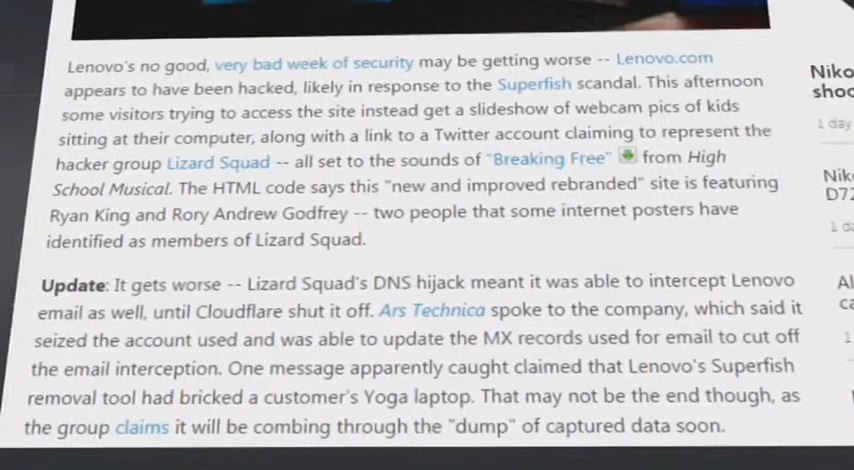 Lenovo's no good, very bad week of security may be getting worse -- Lenovo.com
appears to have been hacked, likely in response to the Superfish scandal. This afternoon
some visitors trying to access the site instead get a slideshow of webcam pics of kids
sitting at their computer, along with a link to a Twitter account claiming to represent the
hacker group Lizard Squad -- all set to the sounds of "Breaking Free" from High
School Musical. The HTML code says this "new and improved rebranded" site is featuring
Ryan King and Rory Andrew Godfrey -- two people that some internet posters have
identified as members of Lizard Squad.
Update: It gets worse -- Lizard Squad's DNS hijack meant it was able to intercept Lenovo
email as well, until Cloudflare shut it off. Ars Technica spoke to the company, which said it
seized the account used and was able to update the MX records used for email to cut off
the email interception. One message apparently caught claimed that Lenovo's Superfish
removal tool had bricked a customer's Yoga laptop. That may not be the end though, as
the group claims it will be combing through the "dump" of captured data soon.
Niko
shoo
1 day
Nik
D72
1 da
Al
ca
1